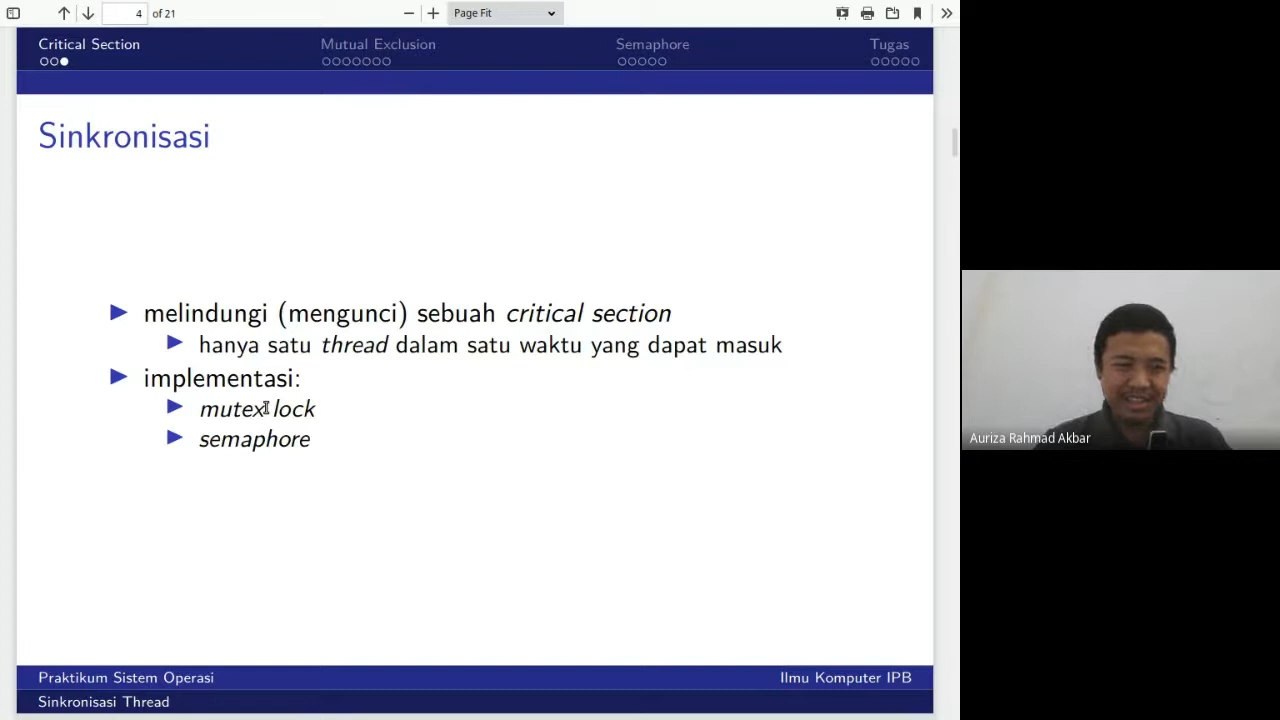 4 of 21 Page Fit
Critical Section Mutual Exclusion Semaphore Tugas
Sinkronisasi
melindungi (mengunci) sebuah critical section
hanya satu thread dalam satu waktu yang dapat masuk
implementasi:
mutex lock
semaphore
Auriza Rahmad Akbar
Praktikum Sistem Operasi Ilmu Komputer IPB
Sinkronisasi Thread